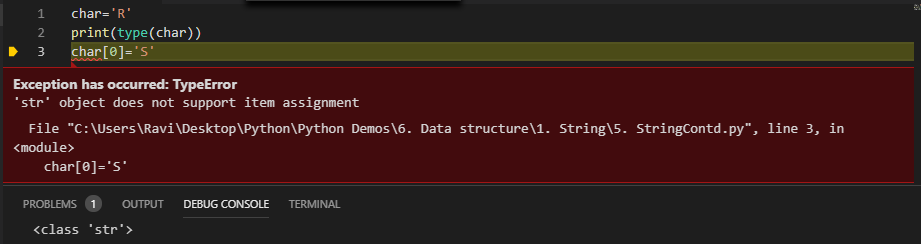 1 char='R'
2 print(type(char))
3 char[0]='S'
Exception has occurred: TypeError
'str' object does not support item assignment
File "C:\Users\Ravi\Desktop\Python\Python Demos\6. Data structure\1. String\5. StringContd.py", line 3, in
<module>
char[0]='S'
PROBLEMS 1 OUTPUT DEBUG CONSOLE TERMINAL
<class 'str'>